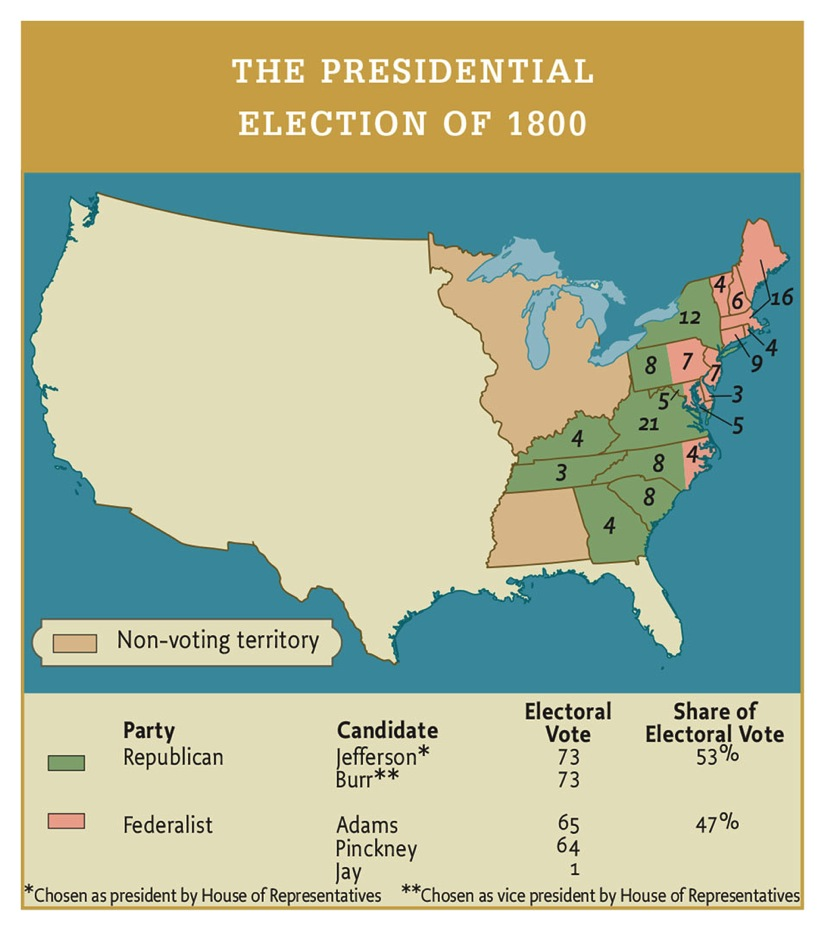 THE PRESIDENTIAL
ELECTION OF 1800
4
6
16
12
4
9
8
7
7
5
3
5
21
4
8
4
3
8
4
Non-voting territory
Party Candidate Electoral Vote Share of Electoral Vote
Republican Jefferson* 73 53%
Burr** 73
Federalist Adams 65 47%
Pinckney 64
Jay 1
*Chosen as president by House of Representatives **Chosen as vice president by House of Representatives